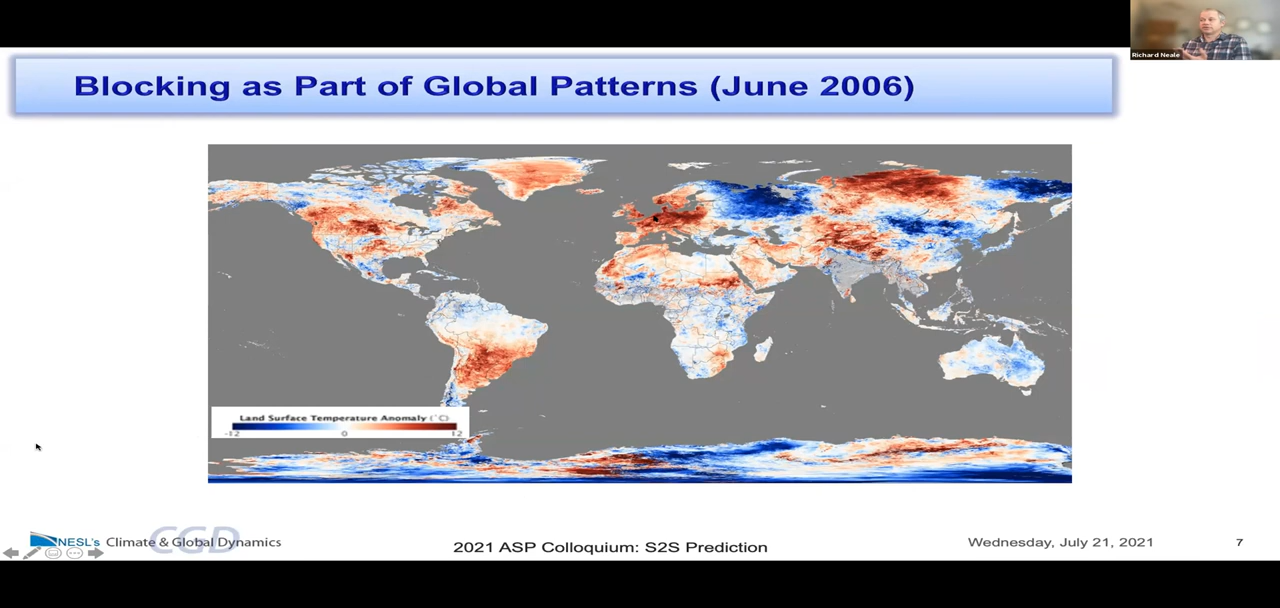 Richard Neale
Blocking as Part of Global Patterns (June 2006)
Land Surface Temperature Anomaly (˚C)
-12 0 12
NESL's Climate & Global Dynamics
CGD
2021 ASP Colloquium: S2S Prediction
Wednesday, July 21, 2021
7